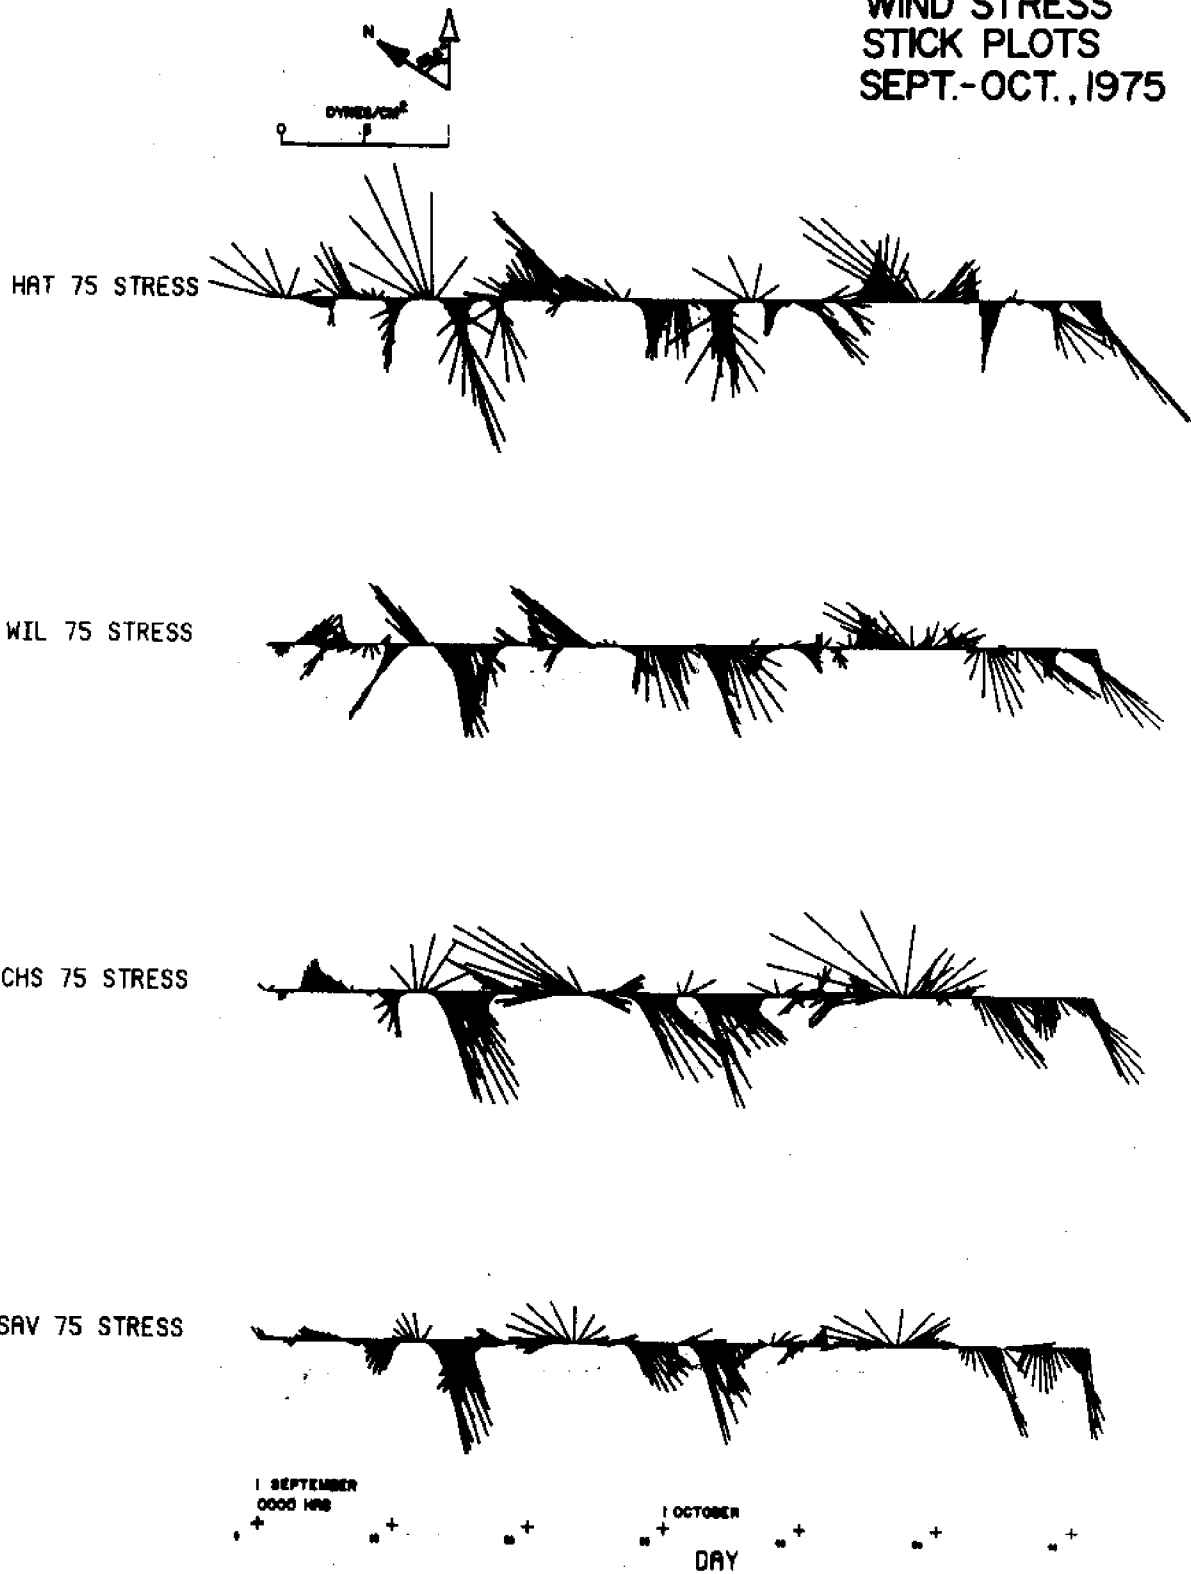 WIND STRESS
STICK PLOTS
SEPT.-OCT., 1975
N
DYNES/CM²
0 .5 1
HAT 75 STRESS
WIL 75 STRESS
CHS 75 STRESS
SAV 75 STRESS
1 SEPTEMBER
0000 HRS
1 OCTOBER
DAY